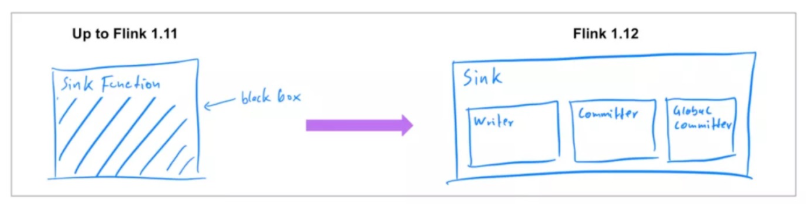 Up to Flink 1.11
Flink 1.12
Sink Function
black box
Sink
Writer
Committer
Global
Committer